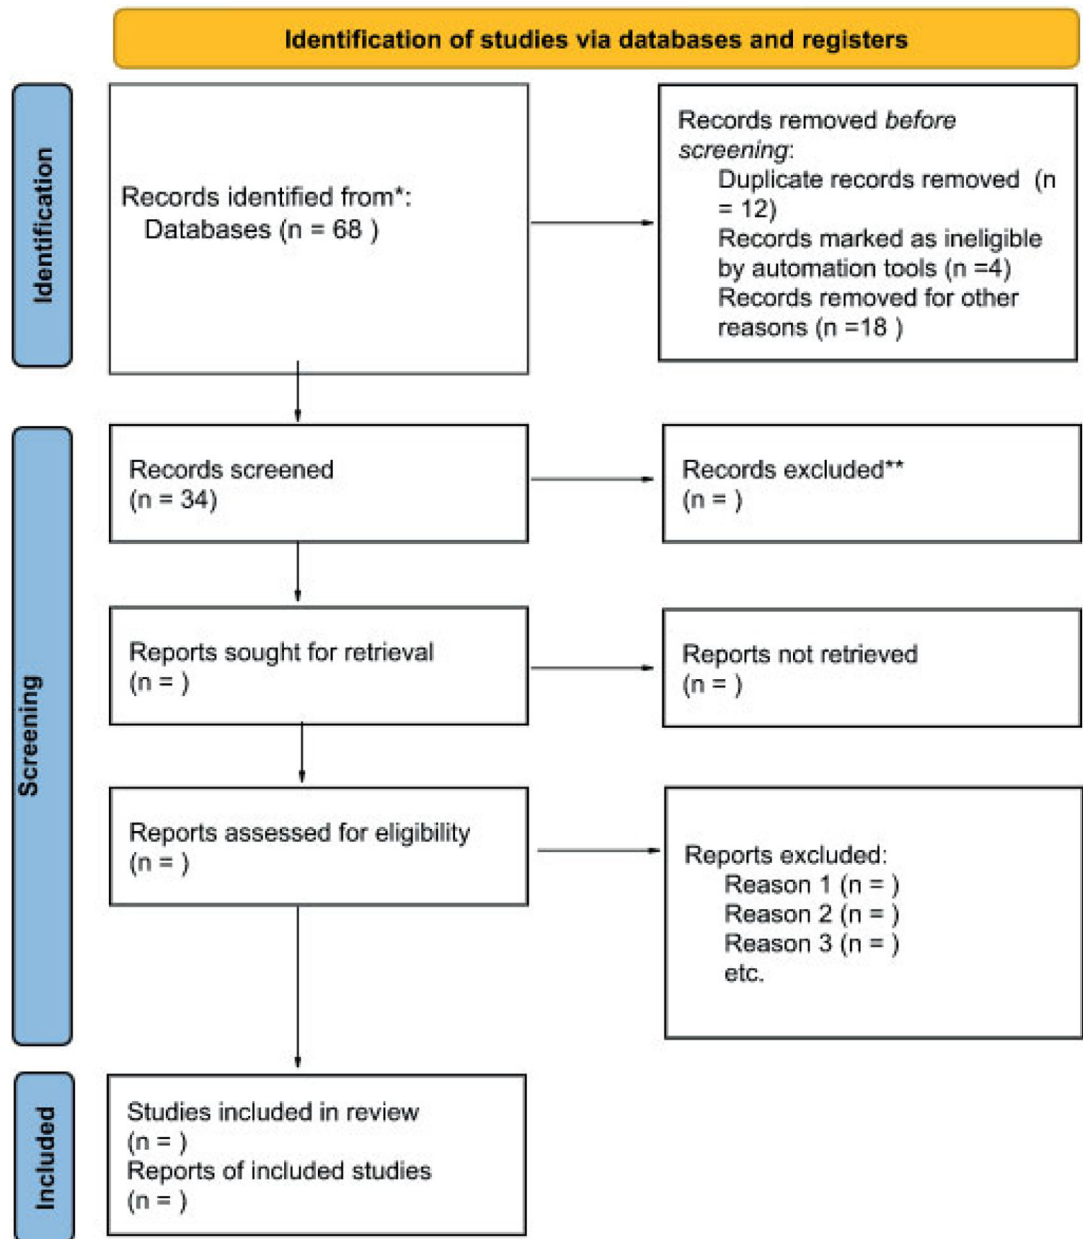 Identification of studies via databases and registers
Identification
Records identified from*:
Databases (n = 68 )
Records removed before
screening:
Duplicate records removed (n
= 12)
Records marked as ineligible
by automation tools (n =4)
Records removed for other
reasons (n =18 )
Screening
Records screened
(n = 34)
Records excluded**
(n = )
Reports sought for retrieval
(n = )
Reports not retrieved
(n = )
Reports assessed for eligibility
(n = )
Reports excluded:
Reason 1 (n = )
Reason 2 (n = )
Reason 3 (n = )
etc.
Included
Studies included in review
(n = )
Reports of included studies
(n = )